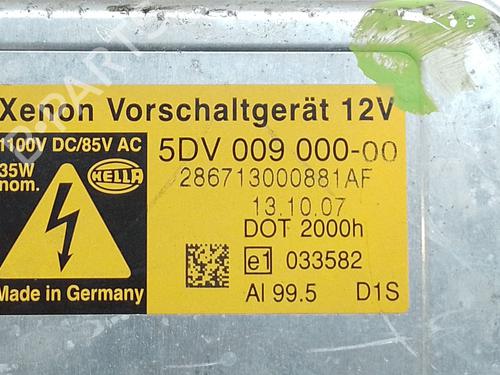 Xenon Vorschaltgerät 12V
1100V DC/85V AC
35W
nom.
HELLA
Made in Germany
5DV 009 000-00
286713000881AF
13.10.07
DOT 2000h
e1 033582
Al 99.5 D1S
B-PARTS